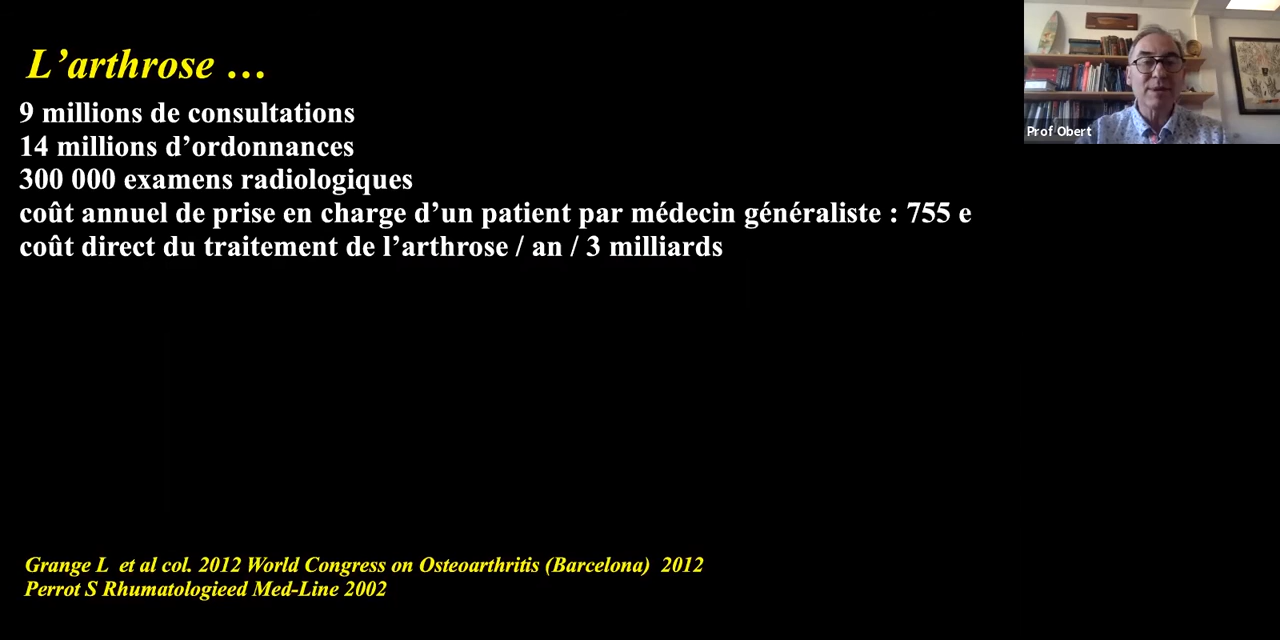 L’arthrose …
9 millions de consultations
14 millions d’ordonnances
300 000 examens radiologiques
coût annuel de prise en charge d’un patient par médecin généraliste : 755 e
coût direct du traitement de l’arthrose / an / 3 milliards
Prof Obert
Grange L et al col. 2012 World Congress on Osteoarthritis (Barcelona) 2012
Perrot S Rhumatologieed Med-Line 2002